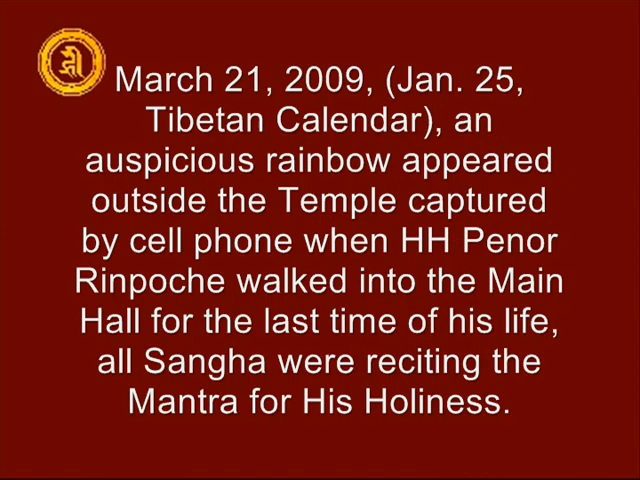 March 21, 2009, (Jan. 25,
Tibetan Calendar), an
auspicious rainbow appeared
outside the Temple captured
by cell phone when HH Penor
Rinpoche walked into the Main
Hall for the last time of his life,
all Sangha were reciting the
Mantra for His Holiness.